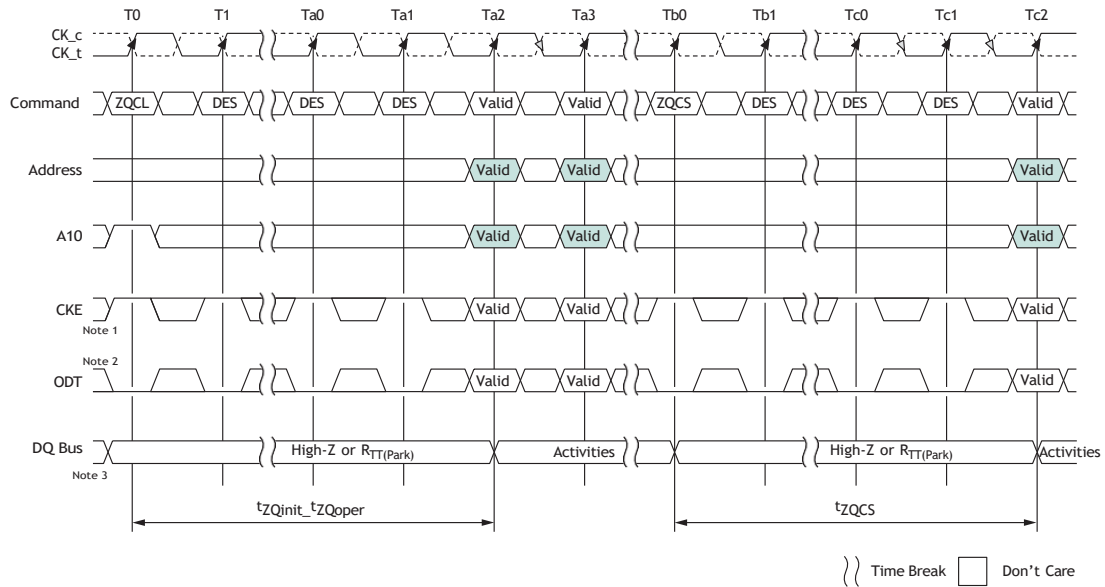 T0 T1 Ta0 Ta1 Ta2 Ta3 Tb0 Tb1 Tc0 Tc1 Tc2
CK_c
CK_t
Command ZQCL DES DES DES Valid Valid ZQCS DES DES DES Valid
Address Valid Valid Valid
A10 Valid Valid Valid
CKE Valid Valid Valid
Note 1
Note 2
ODT Valid Valid Valid
DQ Bus High-Z or RTT(Park) Activities High-Z or RTT(Park) Activities
Note 3
tZQinit_tZQoper tZQCS
Time Break Don't Care